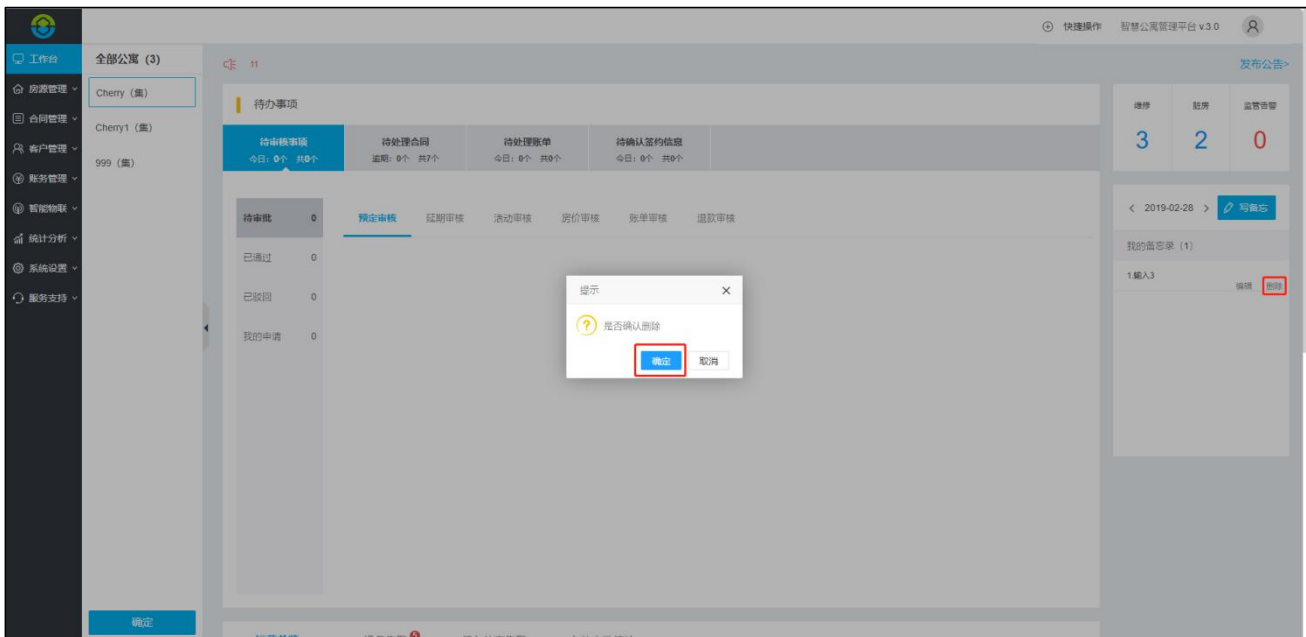 快捷操作 智慧公寓管理平台 v.3.0
工作台
房源管理
合同管理
客户管理
账务管理
智能物联
统计分析
系统设置
服务支持
全部公寓 (3)
Cherry (集)
Cherry1 (集)
999 (集)
确定
11
发布公告>
待办事项
待审核事项
今日: 0个 共0个
待处理合同
逾期: 0个 共7个
待处理账单
今日: 0个 共0个
待确认签约信息
今日: 0个 共0个
待审批 0
已通过 0
已驳回 0
我的申请 0
预定审核 延期审核 活动审核 房价审核 账单审核 退款审核
提示
是否确认删除
确定 取消
维修 脏房 监管告警
3 2 0
< 2019-02-28 > 写备忘
我的备忘录 (1)
1.输入3
编辑 删除
5